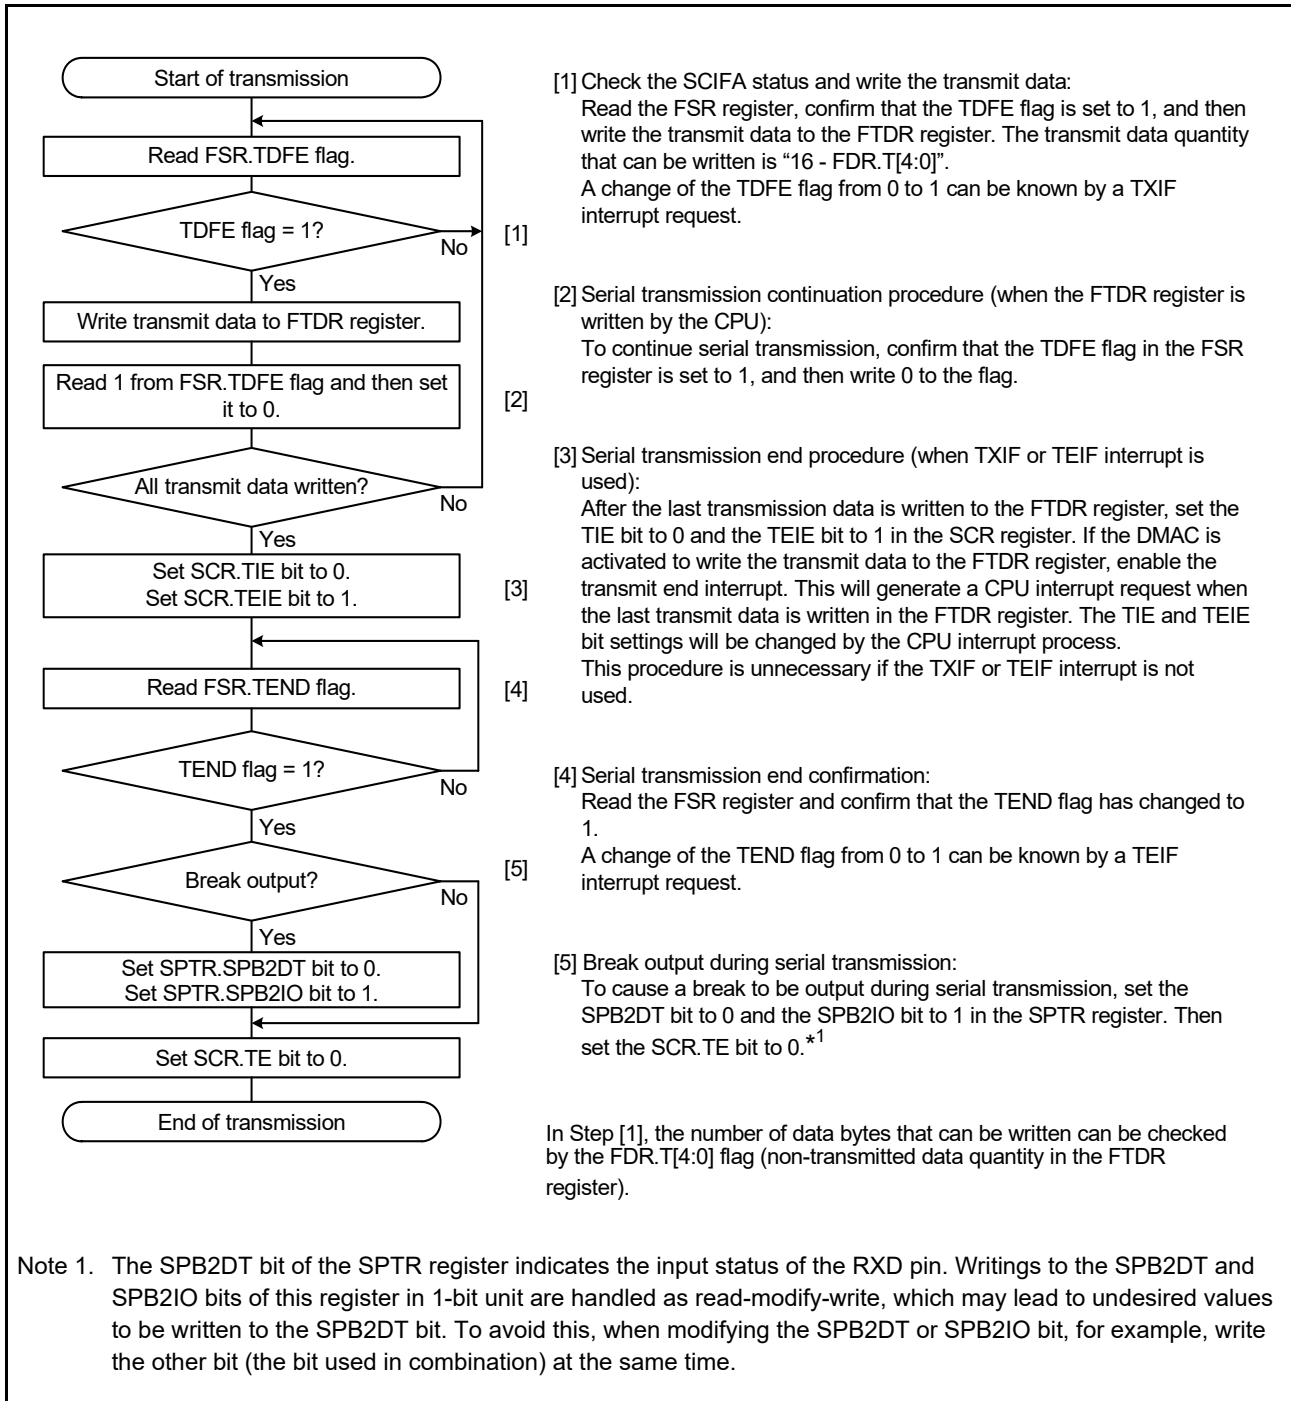 Start of transmission
Read FSR.TDFE flag.
TDFE flag = 1?
No
[1]
Yes
Write transmit data to FTDR register.
Read 1 from FSR.TDFE flag and then set
it to 0.
[2]
All transmit data written?
No
Yes
Set SCR.TIE bit to 0.
Set SCR.TEIE bit to 1.
[3]
Read FSR.TEND flag.
[4]
TEND flag = 1?
No
Yes
Break output?
[5]
No
Yes
Set SPTR.SPB2DT bit to 0.
Set SPTR.SPB2IO bit to 1.
Set SCR.TE bit to 0.
End of transmission
[1] Check the SCIFA status and write the transmit data:
Read the FSR register, confirm that the TDFE flag is set to 1, and then
write the transmit data to the FTDR register. The transmit data quantity
that can be written is “16 - FDR.T[4:0]”.
A change of the TDFE flag from 0 to 1 can be known by a TXIF
interrupt request.
[2] Serial transmission continuation procedure (when the FTDR register is
written by the CPU):
To continue serial transmission, confirm that the TDFE flag in the FSR
register is set to 1, and then write 0 to the flag.
[3] Serial transmission end procedure (when TXIF or TEIF interrupt is
used):
After the last transmission data is written to the FTDR register, set the
TIE bit to 0 and the TEIE bit to 1 in the SCR register. If the DMAC is
activated to write the transmit data to the FTDR register, enable the
transmit end interrupt. This will generate a CPU interrupt request when
the last transmit data is written in the FTDR register. The TIE and TEIE
bit settings will be changed by the CPU interrupt process.
This procedure is unnecessary if the TXIF or TEIF interrupt is not
used.
[4] Serial transmission end confirmation:
Read the FSR register and confirm that the TEND flag has changed to
1.
A change of the TEND flag from 0 to 1 can be known by a TEIF
interrupt request.
[5] Break output during serial transmission:
To cause a break to be output during serial transmission, set the
SPB2DT bit to 0 and the SPB2IO bit to 1 in the SPTR register. Then
set the SCR.TE bit to 0.*1
In Step [1], the number of data bytes that can be written can be checked
by the FDR.T[4:0] flag (non-transmitted data quantity in the FTDR
register).
Note 1. The SPB2DT bit of the SPTR register indicates the input status of the RXD pin. Writings to the SPB2DT and
SPB2IO bits of this register in 1-bit unit are handled as read-modify-write, which may lead to undesired values
to be written to the SPB2DT bit. To avoid this, when modifying the SPB2DT or SPB2IO bit, for example, write
the other bit (the bit used in combination) at the same time.